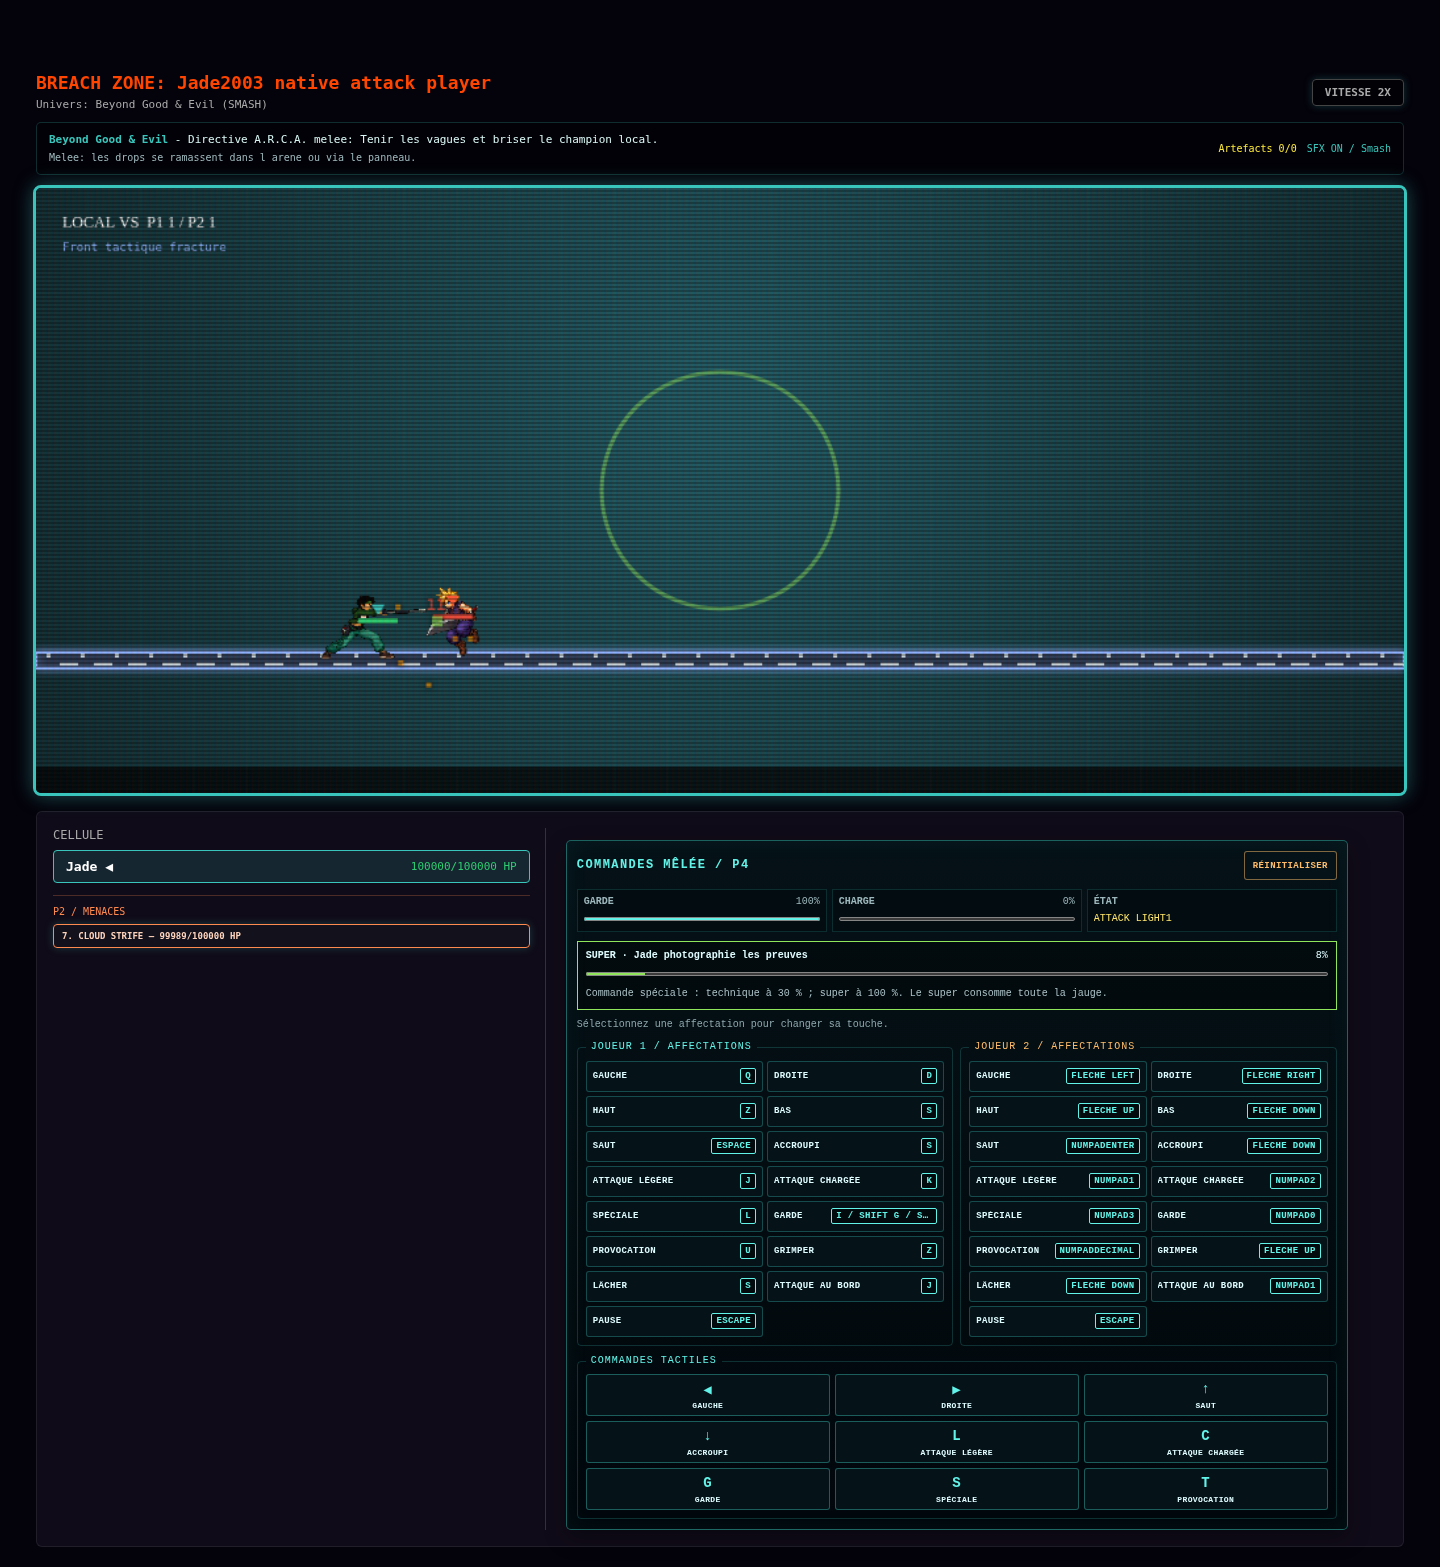 BREACH ZONE: Jade2003 native attack player
Univers: Beyond Good & Evil (SMASH)
VITESSE 2X
Beyond Good & Evil - Directive A.R.C.A. melee: Tenir les vagues et briser le champion local.
Melee: les drops se ramassent dans l arene ou via le panneau.
Artefacts 0/0 SFX ON / Smash
LOCAL VS P1 1 / P2 1
Front tactique fracture
CELLULE
Jade ◀ 100000/100000 HP
P2 / MENACES
7. CLOUD STRIFE — 99989/100000 HP
COMMANDES MÊLÉE / P4
RÉINITIALISER
GARDE 100%
CHARGE 0%
ÉTAT
ATTACK LIGHT1
SUPER · Jade photographie les preuves 8%
Commande spéciale : technique à 30 % ; super à 100 %. Le super consomme toute la jauge.
Sélectionnez une affectation pour changer sa touche.
JOUEUR 1 / AFFECTATIONS
GAUCHE Q DROITE D
HAUT Z BAS S
SAUT ESPACE ACCROUPI S
ATTAQUE LÉGÈRE J ATTAQUE CHARGÉE K
SPÉCIALE L GARDE I / SHIFT G / S…
PROVOCATION U GRIMPER Z
LÂCHER S ATTAQUE AU BORD J
PAUSE ESCAPE
JOUEUR 2 / AFFECTATIONS
GAUCHE FLECHE LEFT DROITE FLECHE RIGHT
HAUT FLECHE UP BAS FLECHE DOWN
SAUT NUMPADENTER ACCROUPI FLECHE DOWN
ATTAQUE LÉGÈRE NUMPAD1 ATTAQUE CHARGÉE NUMPAD2
SPÉCIALE NUMPAD3 GARDE NUMPAD0
PROVOCATION NUMPADDECIMAL GRIMPER FLECHE UP
LÂCHER FLECHE DOWN ATTAQUE AU BORD NUMPAD1
PAUSE ESCAPE
COMMANDES TACTILES
◀ ▶ ↑
GAUCHE DROITE SAUT
↓ L C
ACCROUPI ATTAQUE LÉGÈRE ATTAQUE CHARGÉE
G S T
GARDE SPÉCIALE PROVOCATION